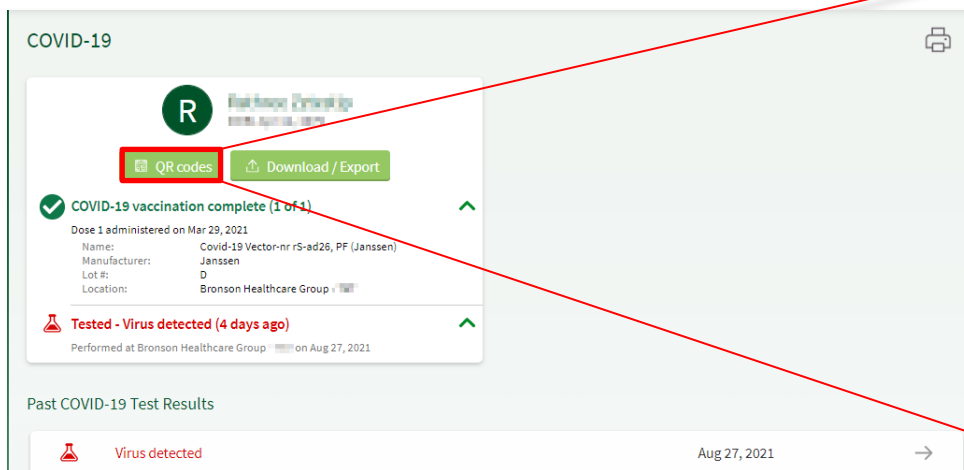 COVID-19
R
QR codes
Download / Export
COVID-19 vaccination complete (1 of 1)
Dose 1 administered on Mar 29, 2021
Name: Covid-19 Vector-nr rS-ad26, PF (Janssen)
Manufacturer: Janssen
Lot #: D
Location: Bronson Healthcare Group
Tested - Virus detected (4 days ago)
Performed at Bronson Healthcare Group on Aug 27, 2021
Past COVID-19 Test Results
Virus detected Aug 27, 2021